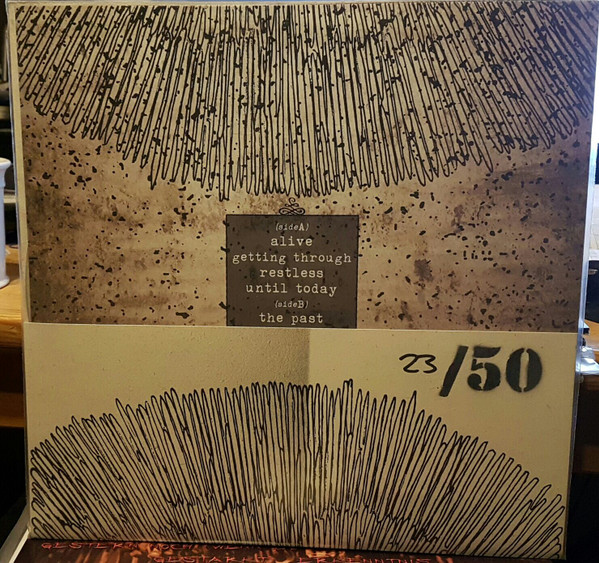 (sideA)
alive
getting through
restless
until today
(sideB)
the past
23/50